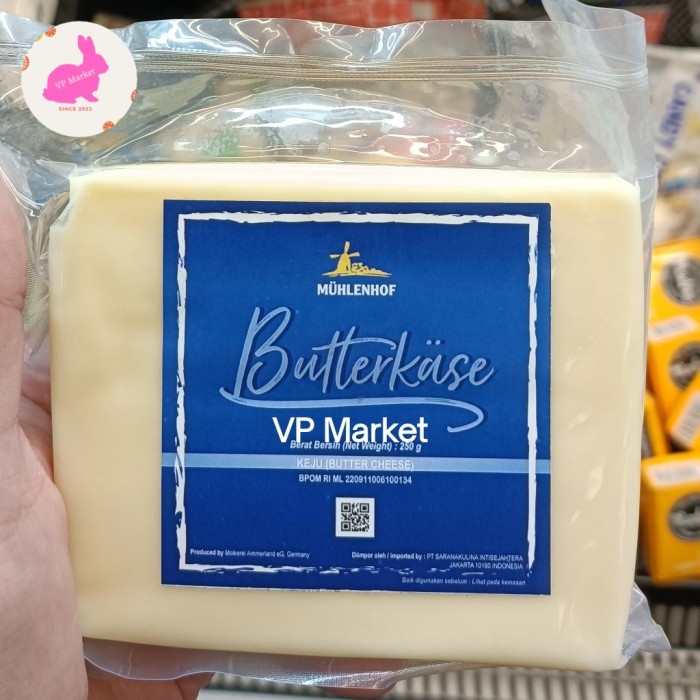 VP Market
SINCE 2022
CANDY
MÜHLENHOF
Butterkäse
VP Market
Berat Bersih (Net Weight) : 250 g
KEJU (BUTTER CHEESE)
BPOM RI ML 220911006100134
Produced by Molkerei Ammerland eG, Germany
Diimpor oleh / imported by : PT SARANAKULINA INTISEJAHTERA
JAKARTA 10160 INDONESIA
Baik digunakan sebelum : Lihat pada kemasan